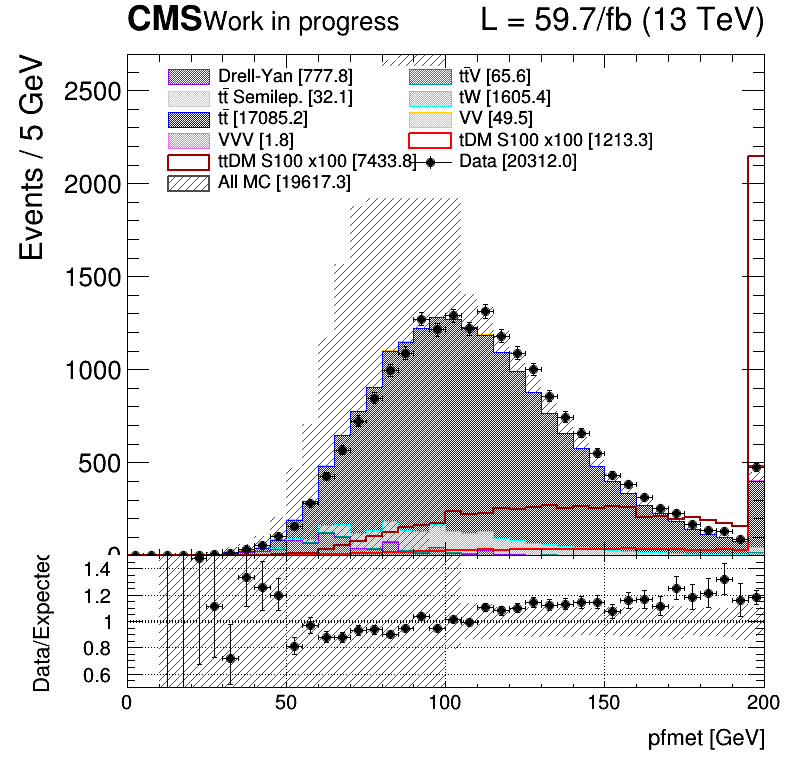 CMS Work in progress L = 59.7/fb (13 TeV)
Events / 5 GeV
2500
2000
1500
1000
500
0
Drell-Yan [777.8] tt̄V [65.6]
tt̄ Semilep. [32.1] tW [1605.4]
tt̄ [17085.2] VV [49.5]
VVV [1.8] tDM S100 x100 [1213.3]
ttDM S100 x100 [7433.8] Data [20312.0]
All MC [19617.3]
Data/Expected
1.4
1.2
1
0.8
0.6
0 50 100 150 200
pfmet [GeV]